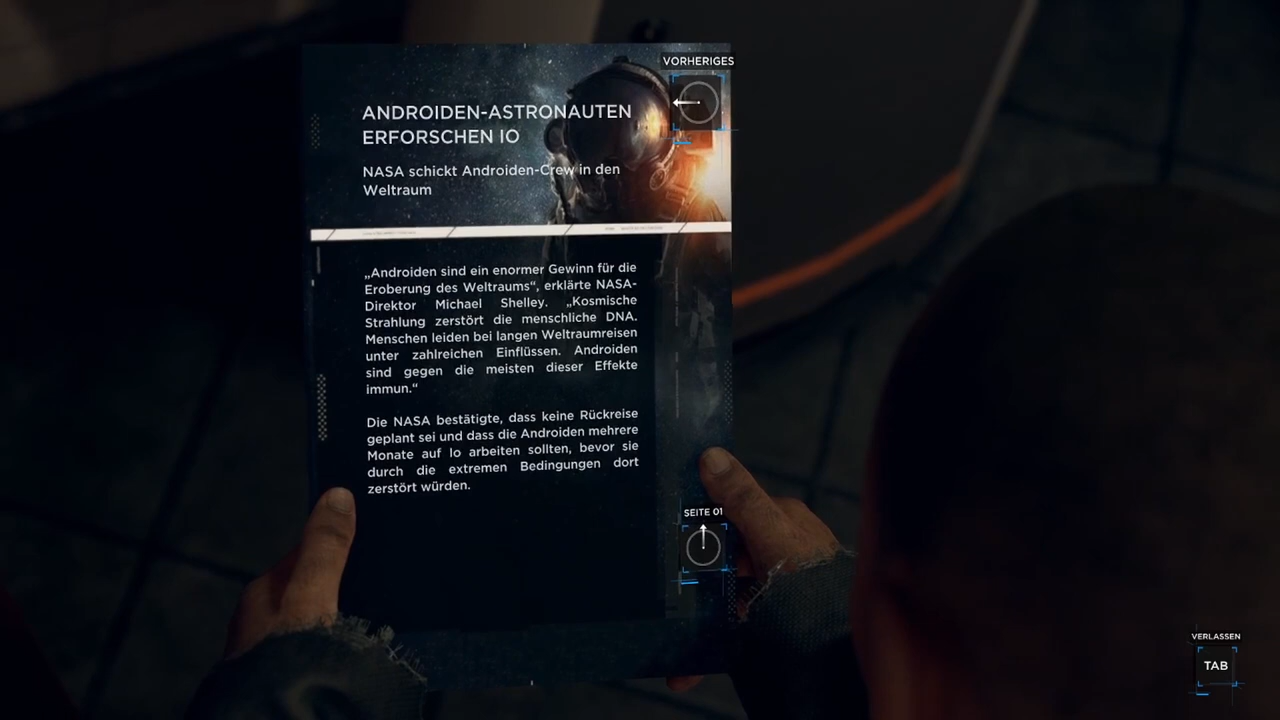 VORHERIGES
ANDROIDEN-ASTRONAUTEN
ERFORSCHEN IO
NASA schickt Androiden-Crew in den
Weltraum
„Androiden sind ein enormer Gewinn für die
Eroberung des Weltraums“, erklärte NASA-
Direktor Michael Shelley. „Kosmische
Strahlung zerstört die menschliche DNA.
Menschen leiden bei langen Weltraumreisen
unter zahlreichen Einflüssen. Androiden
sind gegen die meisten dieser Effekte
immun.“
Die NASA bestätigte, dass keine Rückreise
geplant sei und dass die Androiden mehrere
Monate auf Io arbeiten sollten, bevor sie
durch die extremen Bedingungen dort
zerstört würden.
SEITE 01
VERLASSEN
TAB